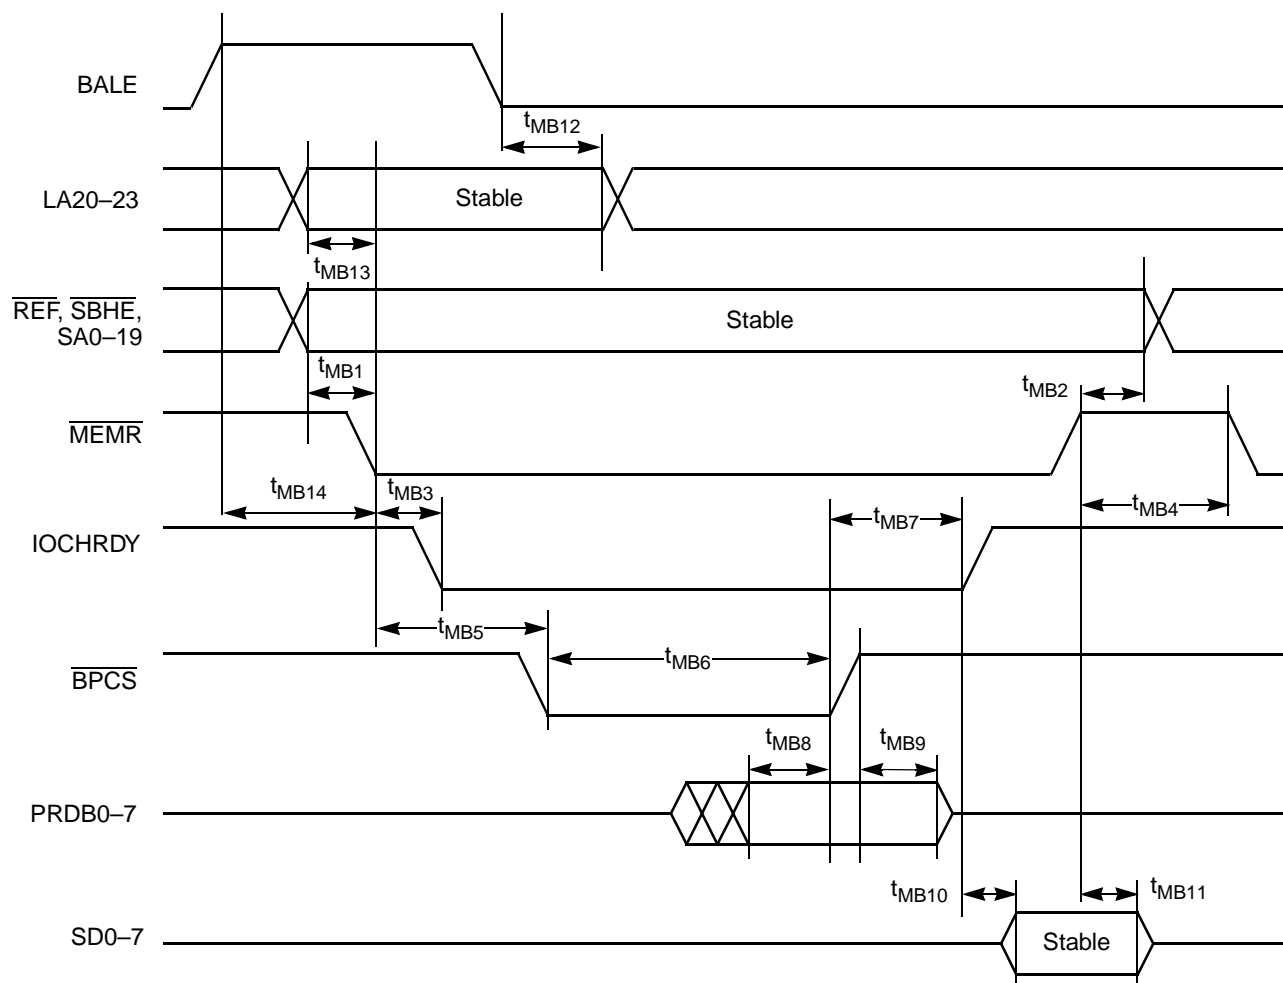 BALE
tMB12
LA20–23
Stable
tMB13
REF, SBHE,
SA0–19
Stable
tMB1
tMB2
MEMR
tMB14
tMB3
tMB7
tMB4
IOCHRDY
tMB5
tMB6
BPCS
tMB8
tMB9
PRDB0–7
tMB10
tMB11
SD0–7
Stable